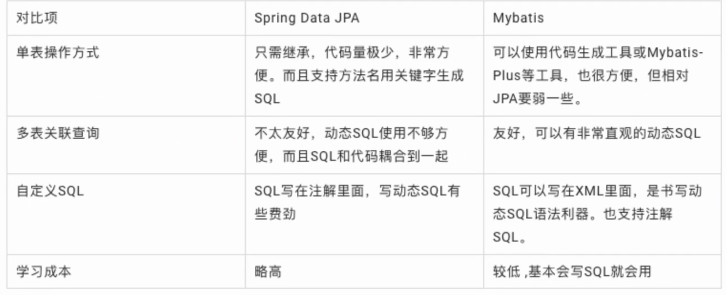 对比项
Spring Data JPA
Mybatis
单表操作方式
只需继承，代码量极少，非常方
便。而且支持方法名用关键字生成
SQL
可以使用代码生成工具或Mybatis-
Plus等工具，也很方便，但相对
JPA要弱一些。
多表关联查询
不太友好，动态SQL使用不够方
便，而且SQL和代码耦合到一起
友好，可以有非常直观的动态SQL
自定义SQL
SQL写在注解里面，写动态SQL有
些费劲
SQL可以写在XML里面，是书写动
态SQL语法利器。也支持注解
SQL。
学习成本
略高
较低 ,基本会写SQL就会用